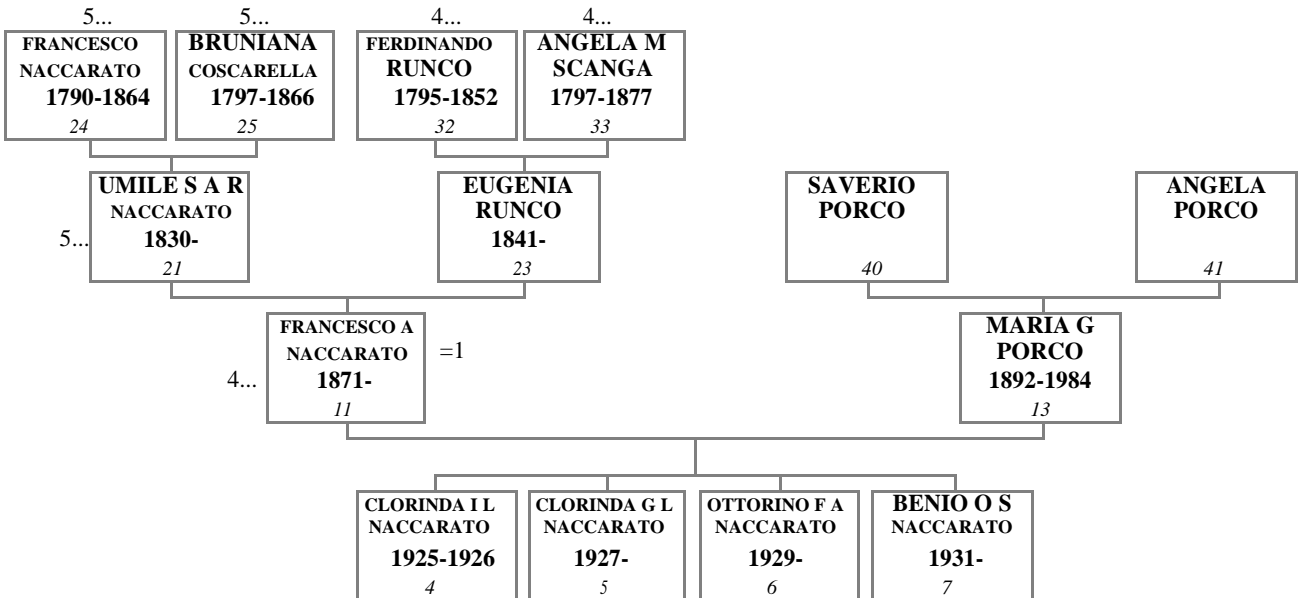 5... 5... 4... 4...
FRANCESCO
NACCARATO
1790-1864
24
BRUNIANA
COSCARELLA
1797-1866
25
FERDINANDO
RUNCO
1795-1852
32
ANGELA M
SCANGA
1797-1877
33
UMILE S A R
NACCARATO
5... 1830-
21
EUGENIA
RUNCO
1841-
23
SAVERIO
PORCO
40
ANGELA
PORCO
41
FRANCESCO A
NACCARATO =1
4... 1871-
11
MARIA G
PORCO
1892-1984
13
CLORINDA I L
NACCARATO
1925-1926
4
CLORINDA G L
NACCARATO
1927-
5
OTTORINO F A
NACCARATO
1929-
6
BENIO O S
NACCARATO
1931-
7